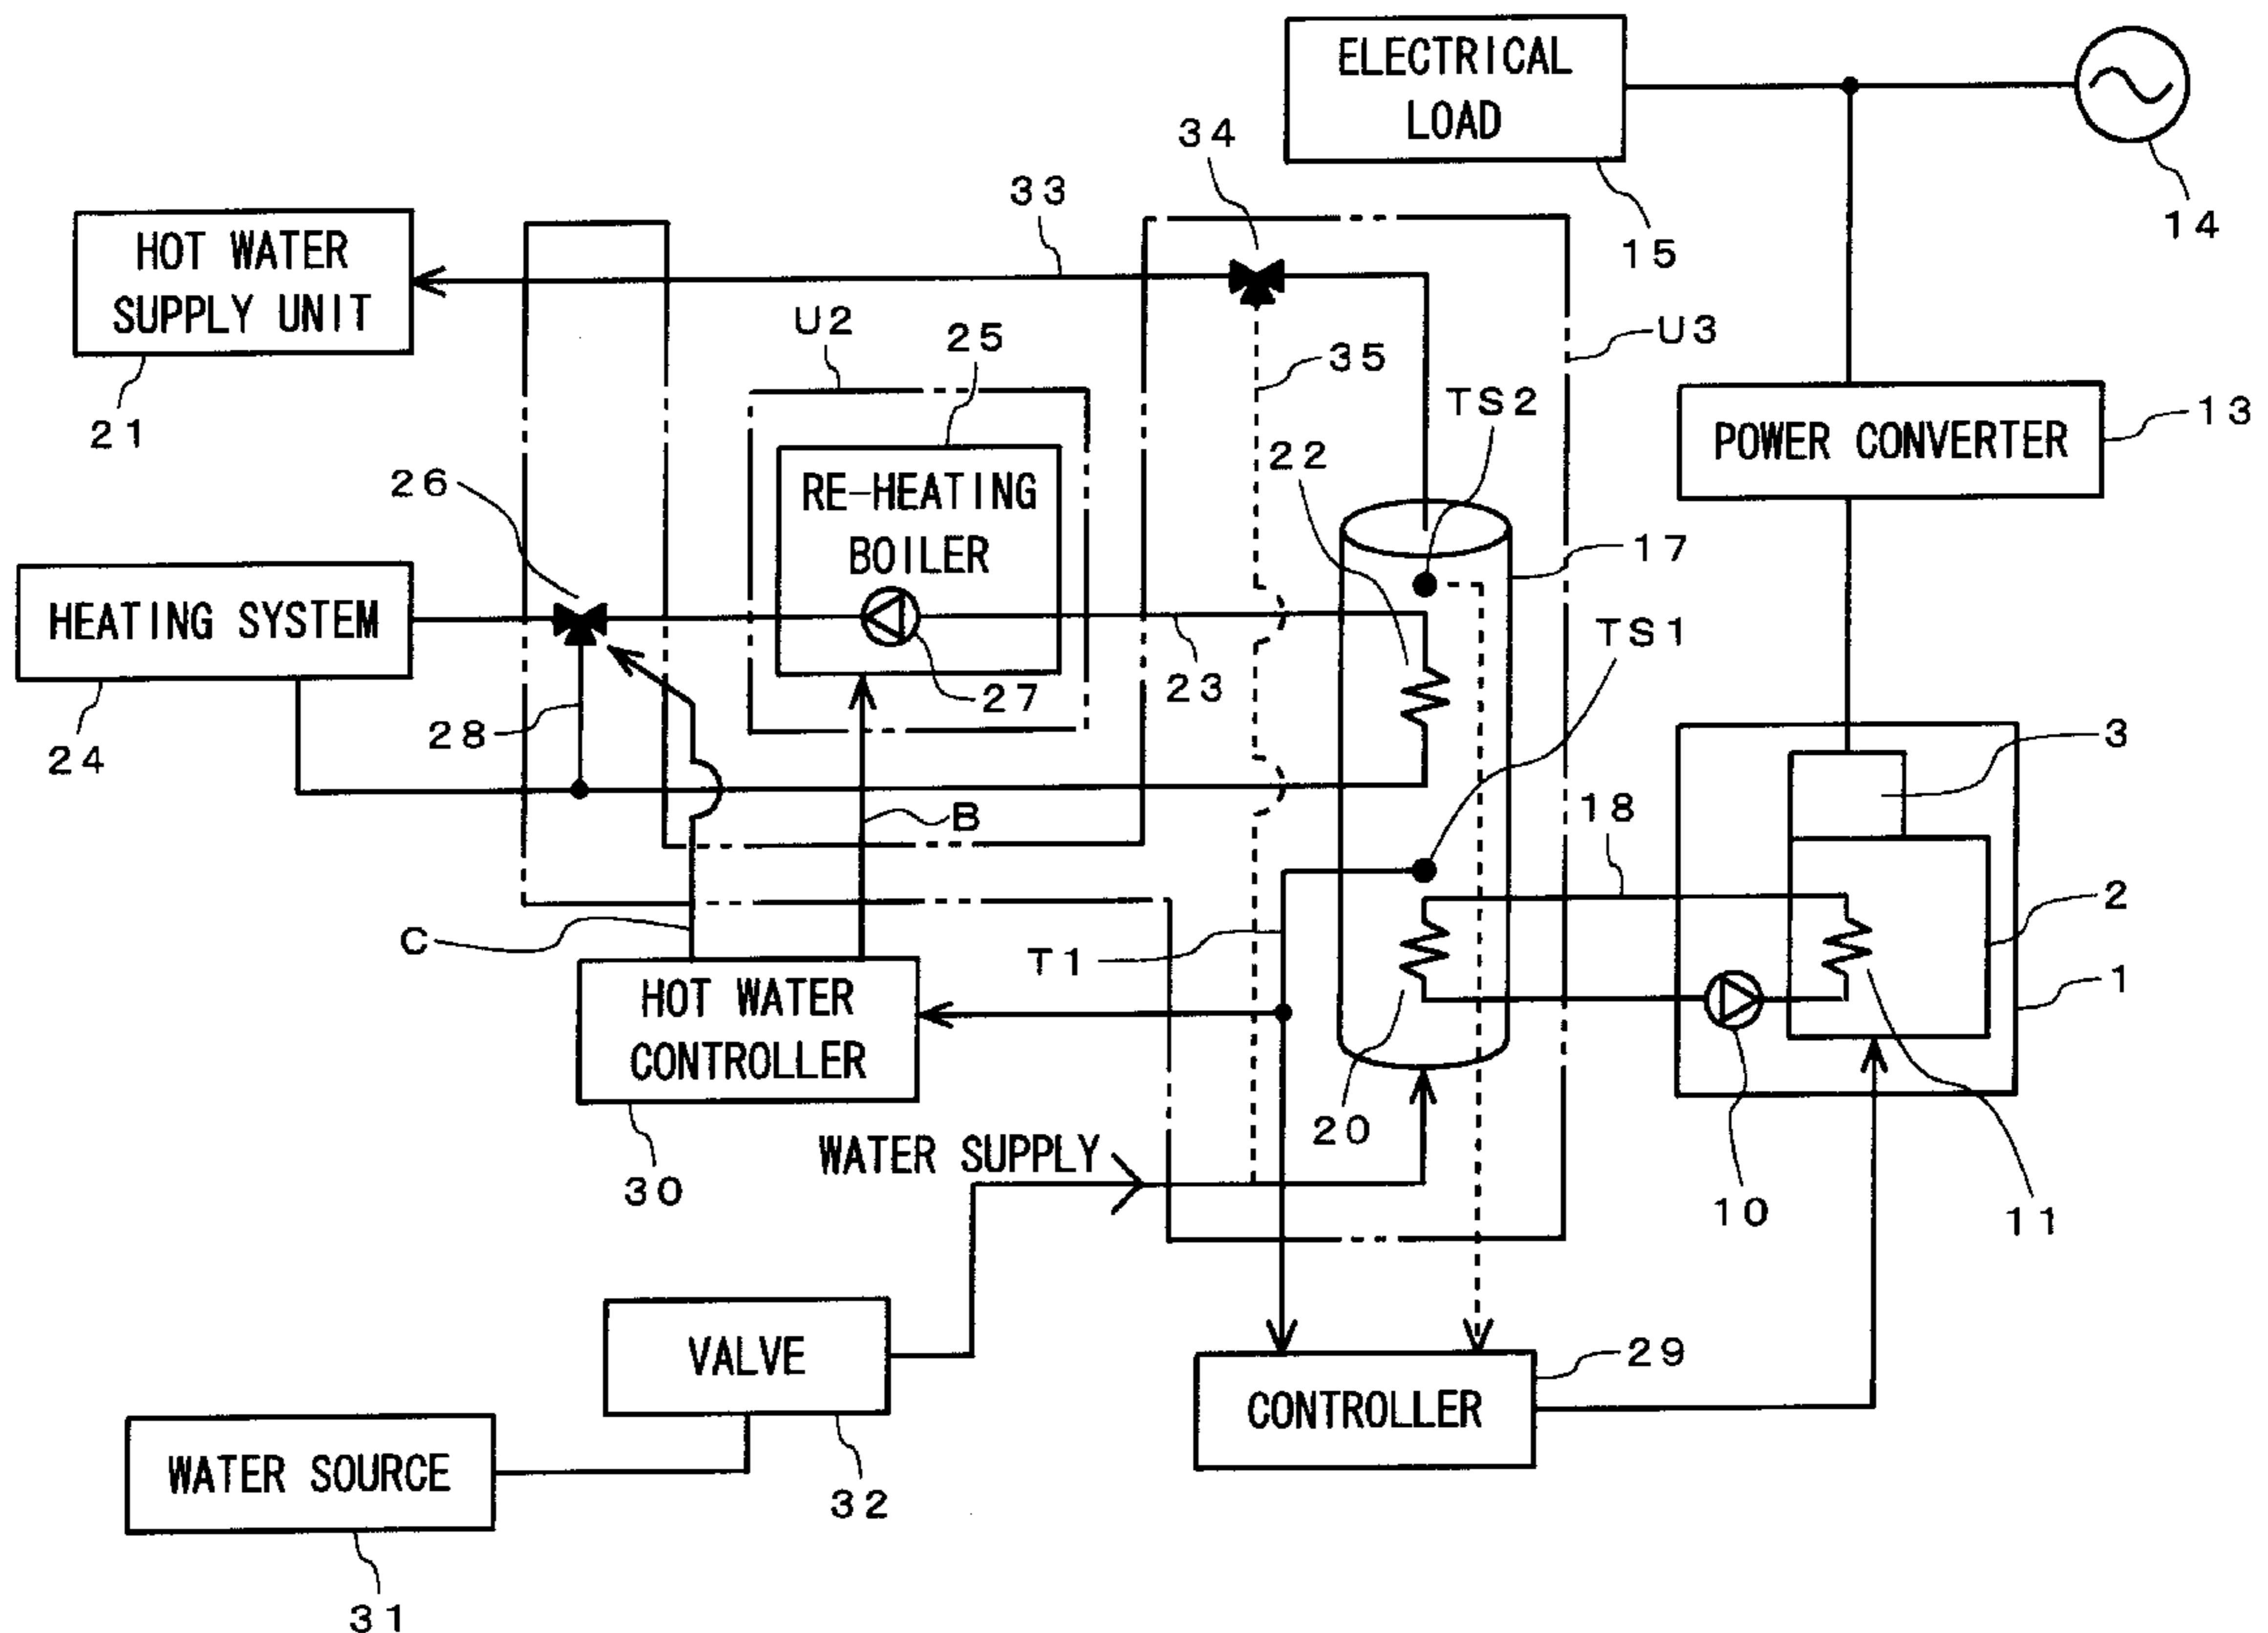 ELECTRICAL
LOAD
34
33
14
15
HOT WATER
SUPPLY UNIT
U2
25
U3
35
TS2
21
13
POWER CONVERTER
22
26
RE-HEATING
BOILER
17
HEATING SYSTEM
TS1
23
27
28
24
3
18
B
2
C
T1
1
HOT WATER
CONTROLLER
20
WATER SUPPLY
30
10
11
VALVE
29
CONTROLLER
WATER SOURCE
32
31